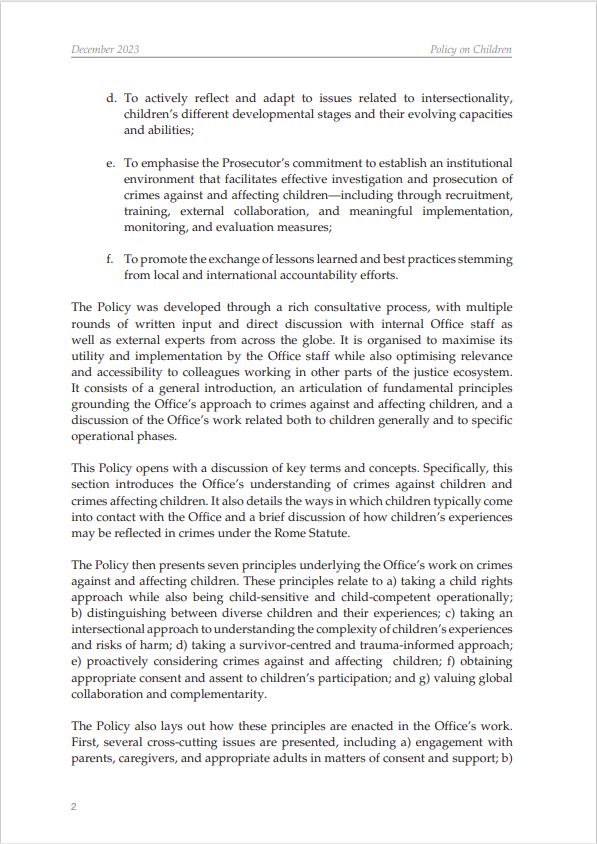 December 2023 Policy on Children
d. To actively reflect and adapt to issues related to intersectionality,
children's different developmental stages and their evolving capacities
and abilities;
e. To emphasise the Prosecutor's commitment to establish an institutional
environment that facilitates effective investigation and prosecution of
crimes against and affecting children—including through recruitment,
training, external collaboration, and meaningful implementation,
monitoring, and evaluation measures;
f. To promote the exchange of lessons learned and best practices stemming
from local and international accountability efforts.
The Policy was developed through a rich consultative process, with multiple
rounds of written input and direct discussion with internal Office staff as
well as external experts from across the globe. It is organised to maximise its
utility and implementation by the Office staff while also optimising relevance
and accessibility to colleagues working in other parts of the justice ecosystem.
It consists of a general introduction, an articulation of fundamental principles
grounding the Office's approach to crimes against and affecting children, and a
discussion of the Office's work related both to children generally and to specific
operational phases.
This Policy opens with a discussion of key terms and concepts. Specifically, this
section introduces the Office's understanding of crimes against children and
crimes affecting children. It also details the ways in which children typically come
into contact with the Office and a brief discussion of how children's experiences
may be reflected in crimes under the Rome Statute.
The Policy then presents seven principles underlying the Office's work on crimes
against and affecting children. These principles relate to a) taking a child rights
approach while also being child-sensitive and child-competent operationally;
b) distinguishing between diverse children and their experiences; c) taking an
intersectional approach to understanding the complexity of children's experiences
and risks of harm; d) taking a survivor-centred and trauma-informed approach;
e) proactively considering crimes against and affecting children; f) obtaining
appropriate consent and assent to children's participation; and g) valuing global
collaboration and complementarity.
The Policy also lays out how these principles are enacted in the Office's work.
First, several cross-cutting issues are presented, including a) engagement with
parents, caregivers, and appropriate adults in matters of consent and support; b)
2